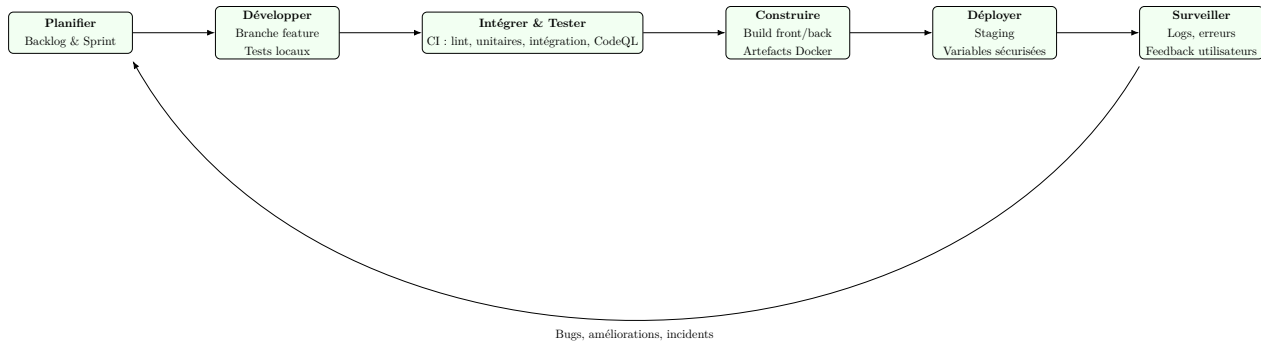 Planifier
Backlog & Sprint
Développer
Branche feature
Tests locaux
Intégrer & Tester
CI : lint, unitaires, intégration, CodeQL
Construire
Build front/back
Artefacts Docker
Déployer
Staging
Variables sécurisées
Surveiller
Logs, erreurs
Feedback utilisateurs
Bugs, améliorations, incidents